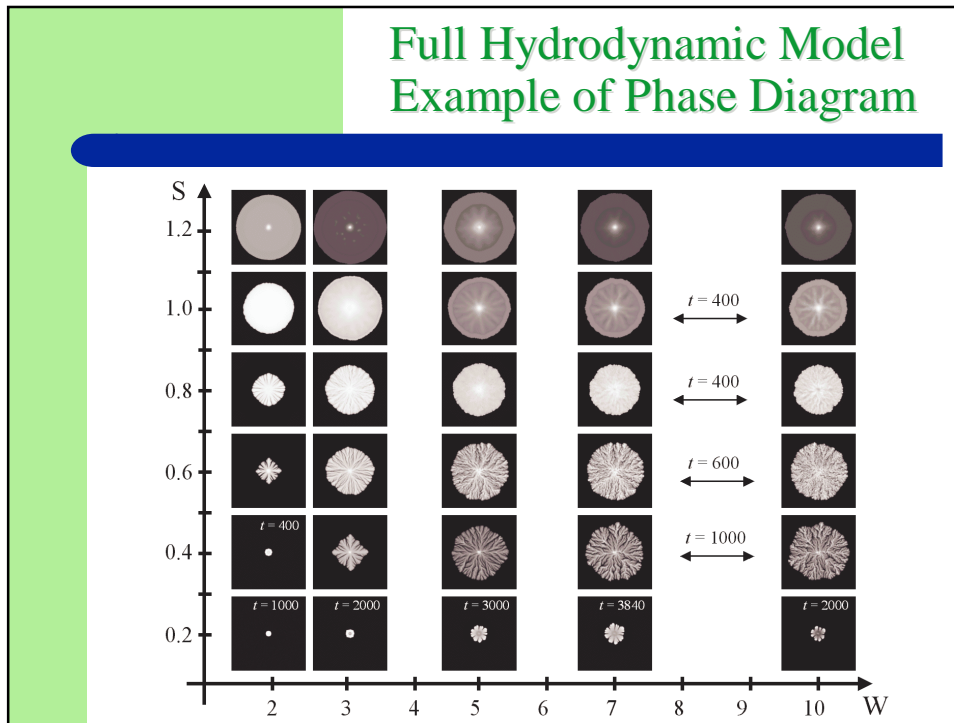 Full Hydrodynamic Model
Example of Phase Diagram
S
1.2
1.0
t = 400
0.8
t = 400
0.6
t = 600
t = 400
0.4
t = 1000
t = 1000
t = 2000
t = 3000
t = 3840
t = 2000
0.2
2 3 4 5 6 7 8 9 10 W